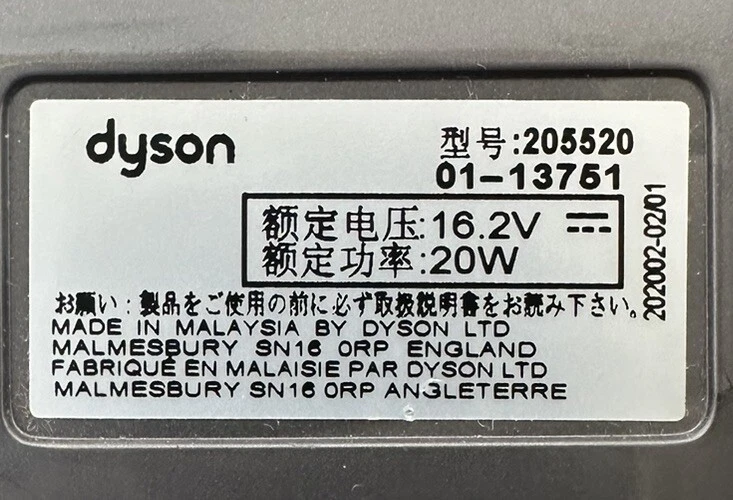 dyson
型号:205520
01-13751
额定电压:16.2V
额定功率:20W
202002-02/01
お願い:製品をご使用の前に必ず取扱説明書をお読み下さい。
MADE IN MALAYSIA BY DYSON LTD
MALMESBURY SN16 0RP ENGLAND
FABRIQUÉ EN MALAISIE PAR DYSON LTD
MALMESBURY SN16 0RP ANGLETERRE